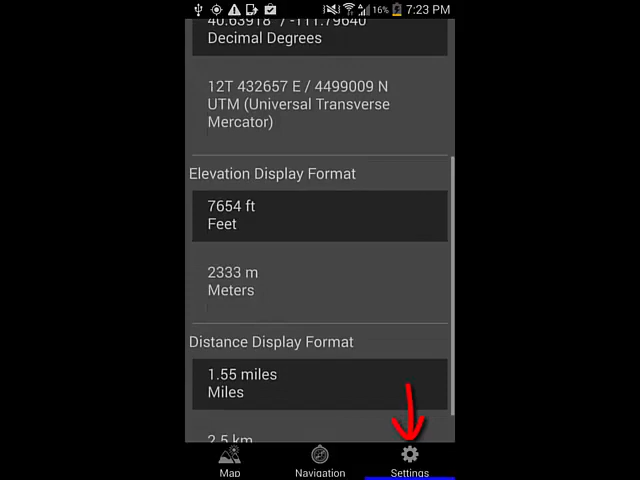 16% 7:23 PM
40.63918° / -111.79640°
Decimal Degrees
12T 432657 E / 4499009 N
UTM (Universal Transverse
Mercator)
Elevation Display Format
7654 ft
Feet
2333 m
Meters
Distance Display Format
1.55 miles
Miles
2.5 km
Map Navigation Settings